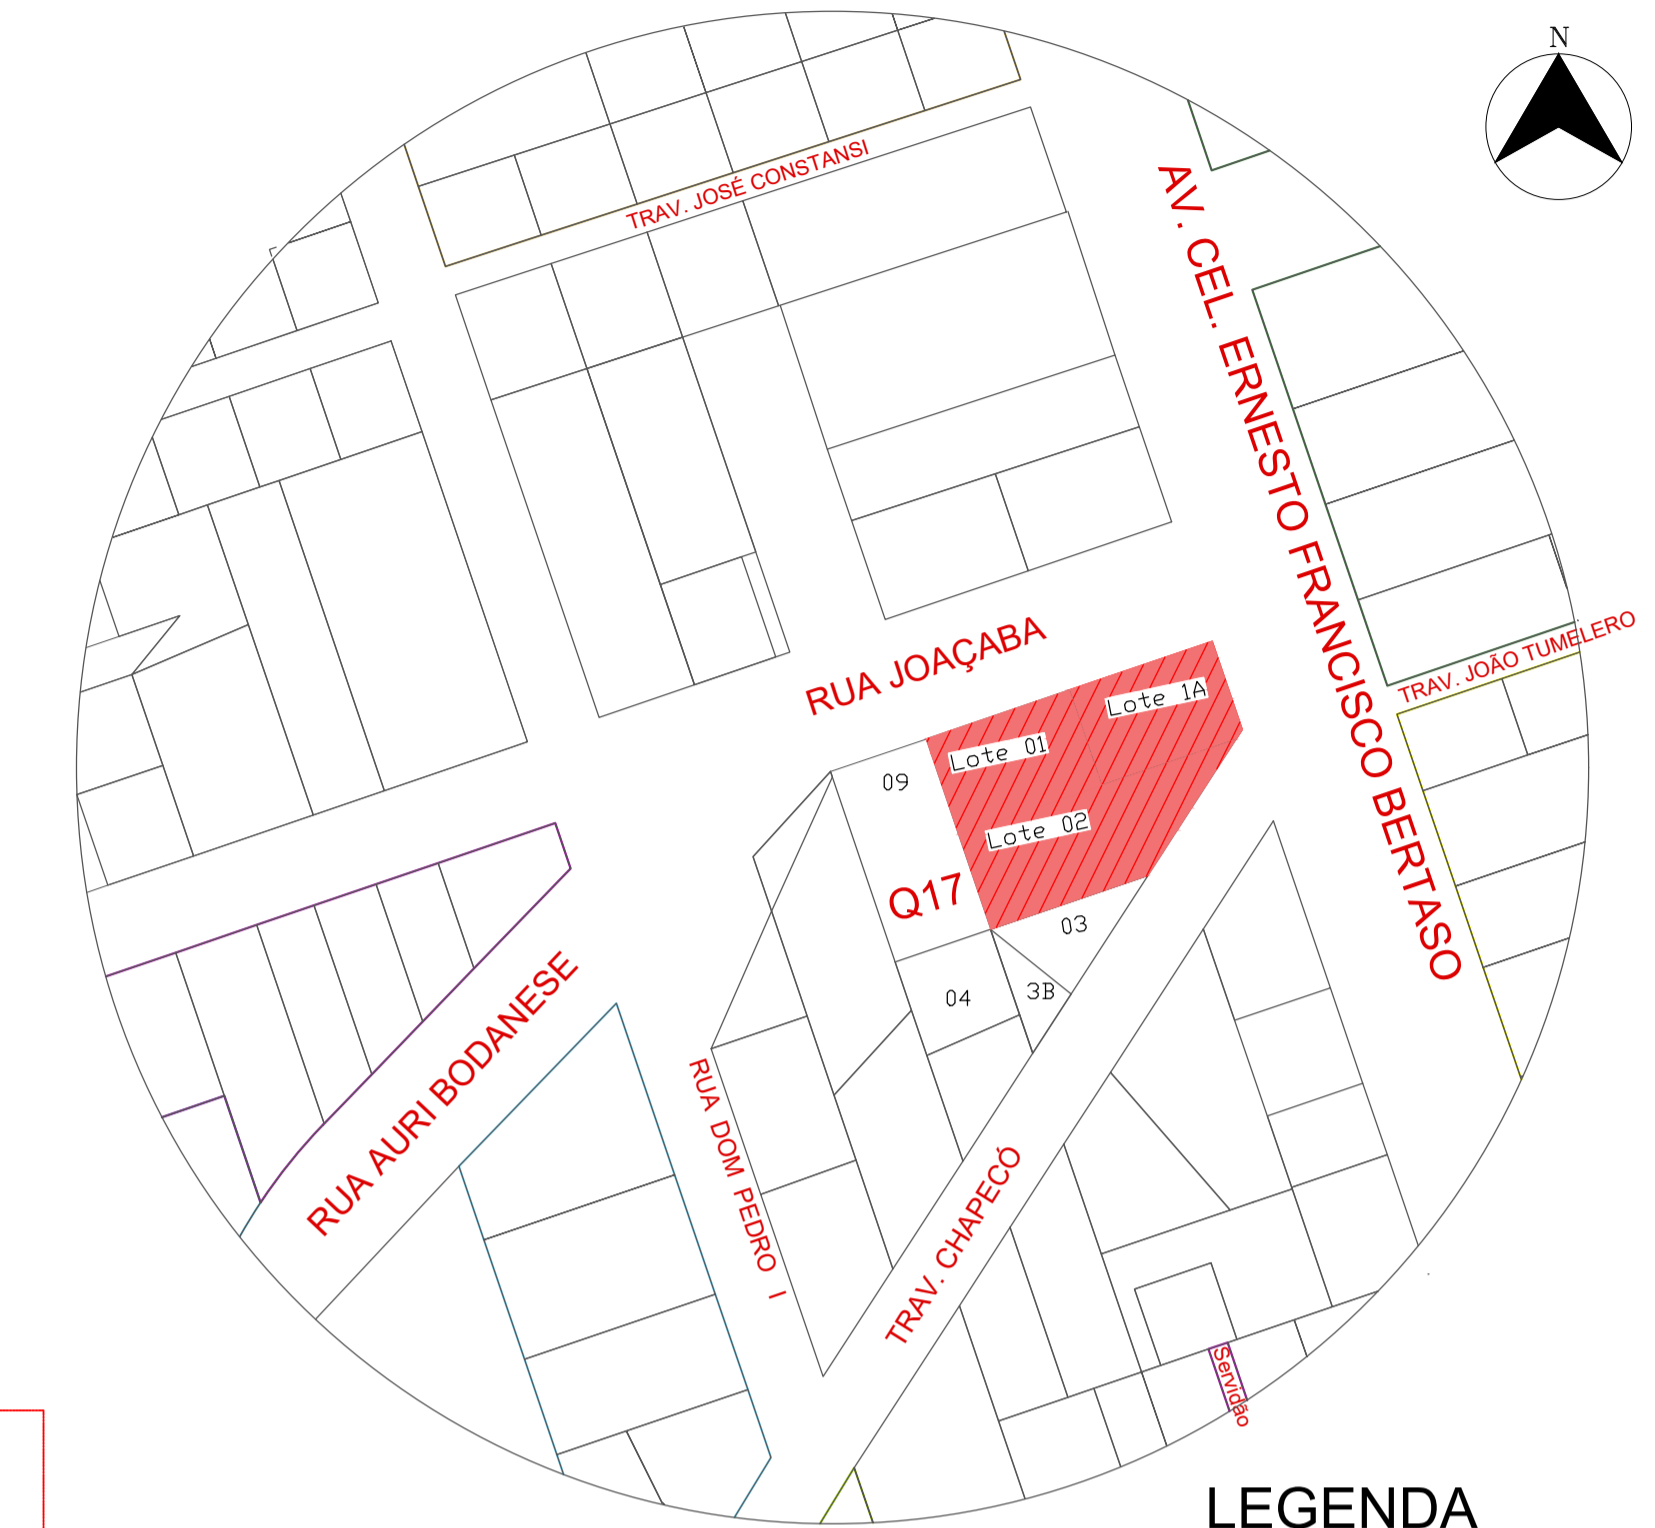 N
TRAV. JOSÉ CONSTANSI
AV. CEL. ERNESTO FRANCISCO BERTASO
RUA JOAÇABA
TRAV. JOÃO TUMELERO
Lote 1A
Lote 01
09
Lote 02
Q17
03
04
3B
RUA AURI BODANESE
RUA DOM PEDRO I
TRAV. CHAPECÓ
Servidão
LEGENDA